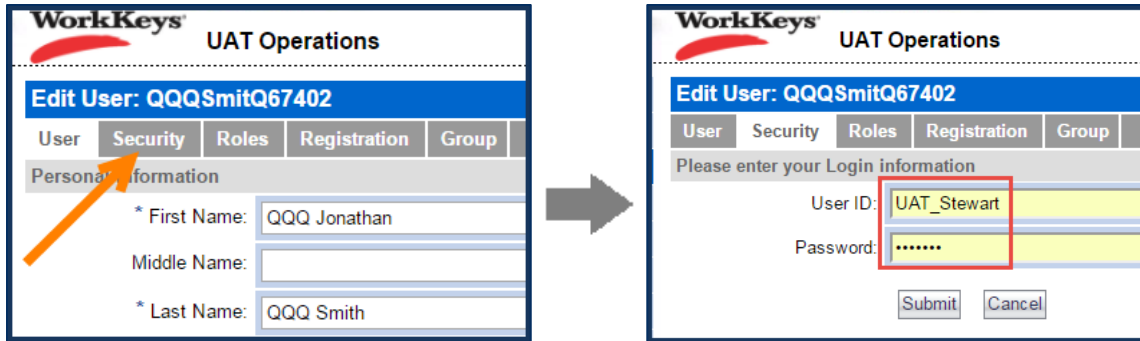 WorkKeys
UAT Operations
Edit User: QQQSmitQ67402
User Security Roles Registration Group
Personal Information
* First Name: QQQ Jonathan
Middle Name:
* Last Name: QQQ Smith
WorkKeys
UAT Operations
Edit User: QQQSmitQ67402
User Security Roles Registration Group
Please enter your Login information
User ID: UAT_Stewart
Password: •••••••
Submit Cancel